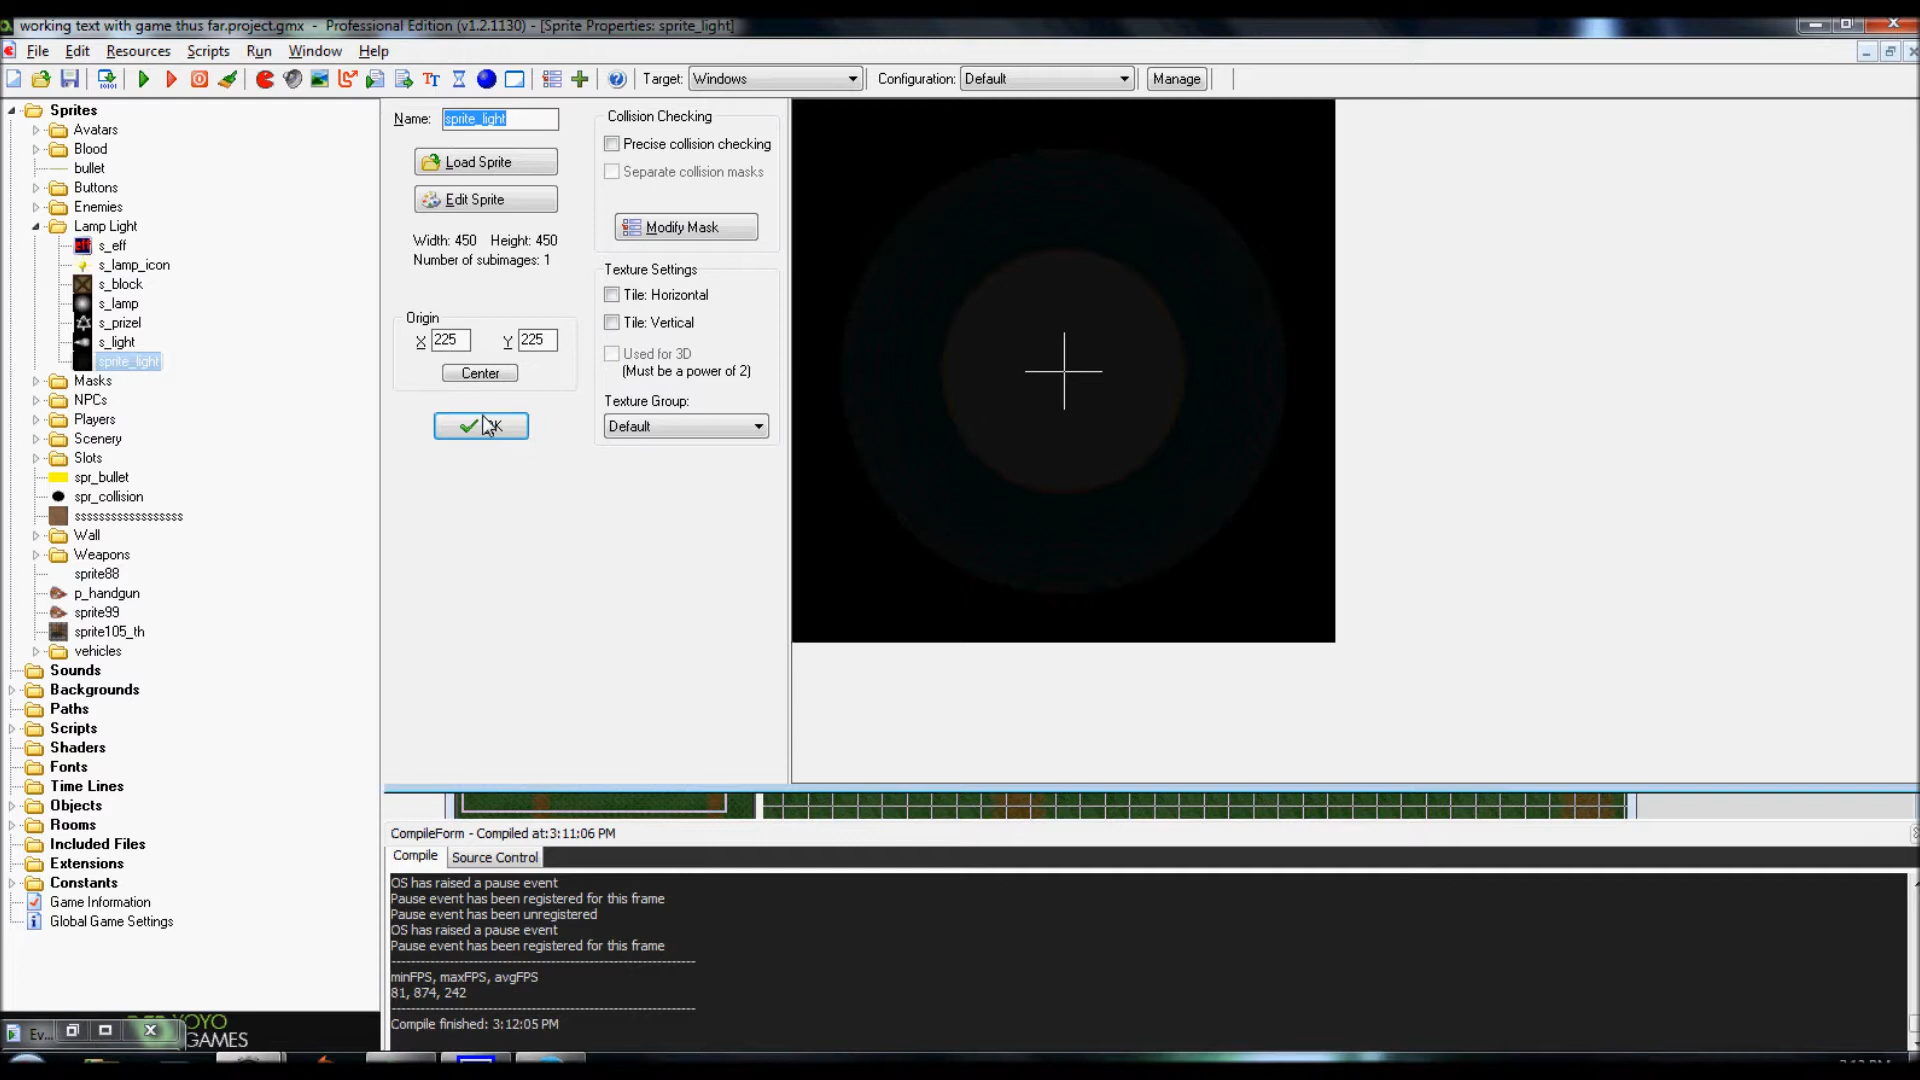 working text with game thus far.project.gmx - Professional Edition (v1.2.1130) - [Sprite Properties: sprite_light]
File Edit Resources Scripts Run Window Help
Target: Windows Configuration: Default Manage
Sprites
Avatars
Blood
bullet
Buttons
Enemies
Lamp Light
s_eff
s_lamp_icon
s_block
s_lamp
s_prizel
s_light
sprite_light
Masks
NPCs
Players
Scenery
Slots
spr_bullet
spr_collision
ssssssssssssssssss
Wall
Weapons
sprite88
p_handgun
sprite99
sprite105_th
vehicles
Sounds
Backgrounds
Paths
Scripts
Shaders
Fonts
Time Lines
Objects
Rooms
Included Files
Extensions
Constants
Game Information
Global Game Settings
Ev...
YOYO
GAMES
Name: sprite_light
Load Sprite
Edit Sprite
Width: 450 Height: 450
Number of subimages: 1
Origin
X 225 Y 225
Center
Collision Checking
Precise collision checking
Separate collision masks
Modify Mask
Texture Settings
Tile: Horizontal
Tile: Vertical
Used for 3D
(Must be a power of 2)
Texture Group:
Default
CompileForm - Compiled at:3:11:06 PM
Compile Source Control
OS has raised a pause event
Pause event has been registered for this frame
Pause event has been unregistered
OS has raised a pause event
Pause event has been registered for this frame
minFPS, maxFPS, avgFPS
81, 874, 242
Compile finished: 3:12:05 PM